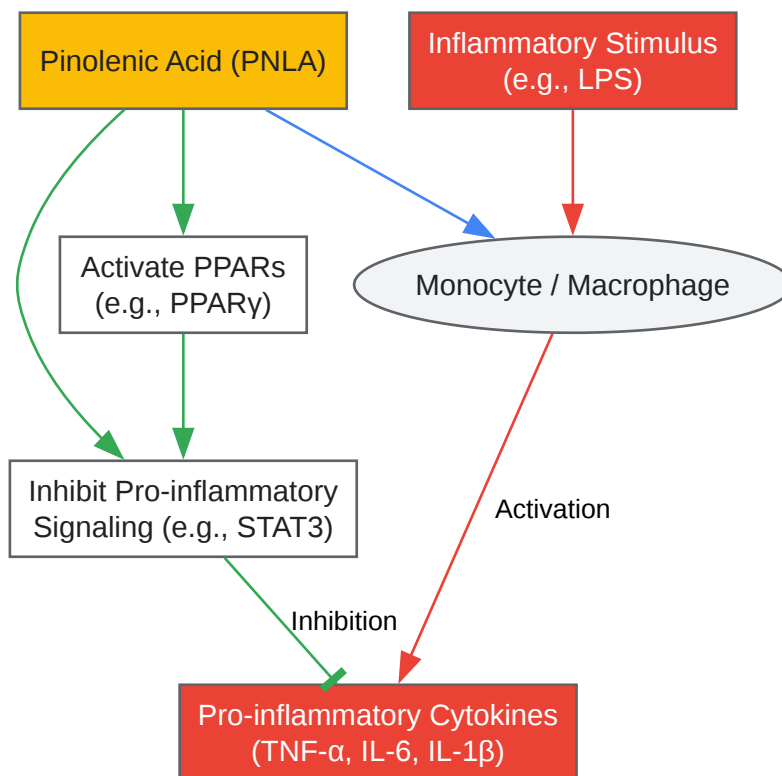 Pinolenic Acid (PNLA)
Inflammatory Stimulus
(e.g., LPS)
Activate PPARs
(e.g., PPARγ)
Monocyte / Macrophage
Inhibit Pro-inflammatory
Signaling (e.g., STAT3)
Activation
Inhibition
Pro-inflammatory Cytokines
(TNF-α, IL-6, IL-1β)